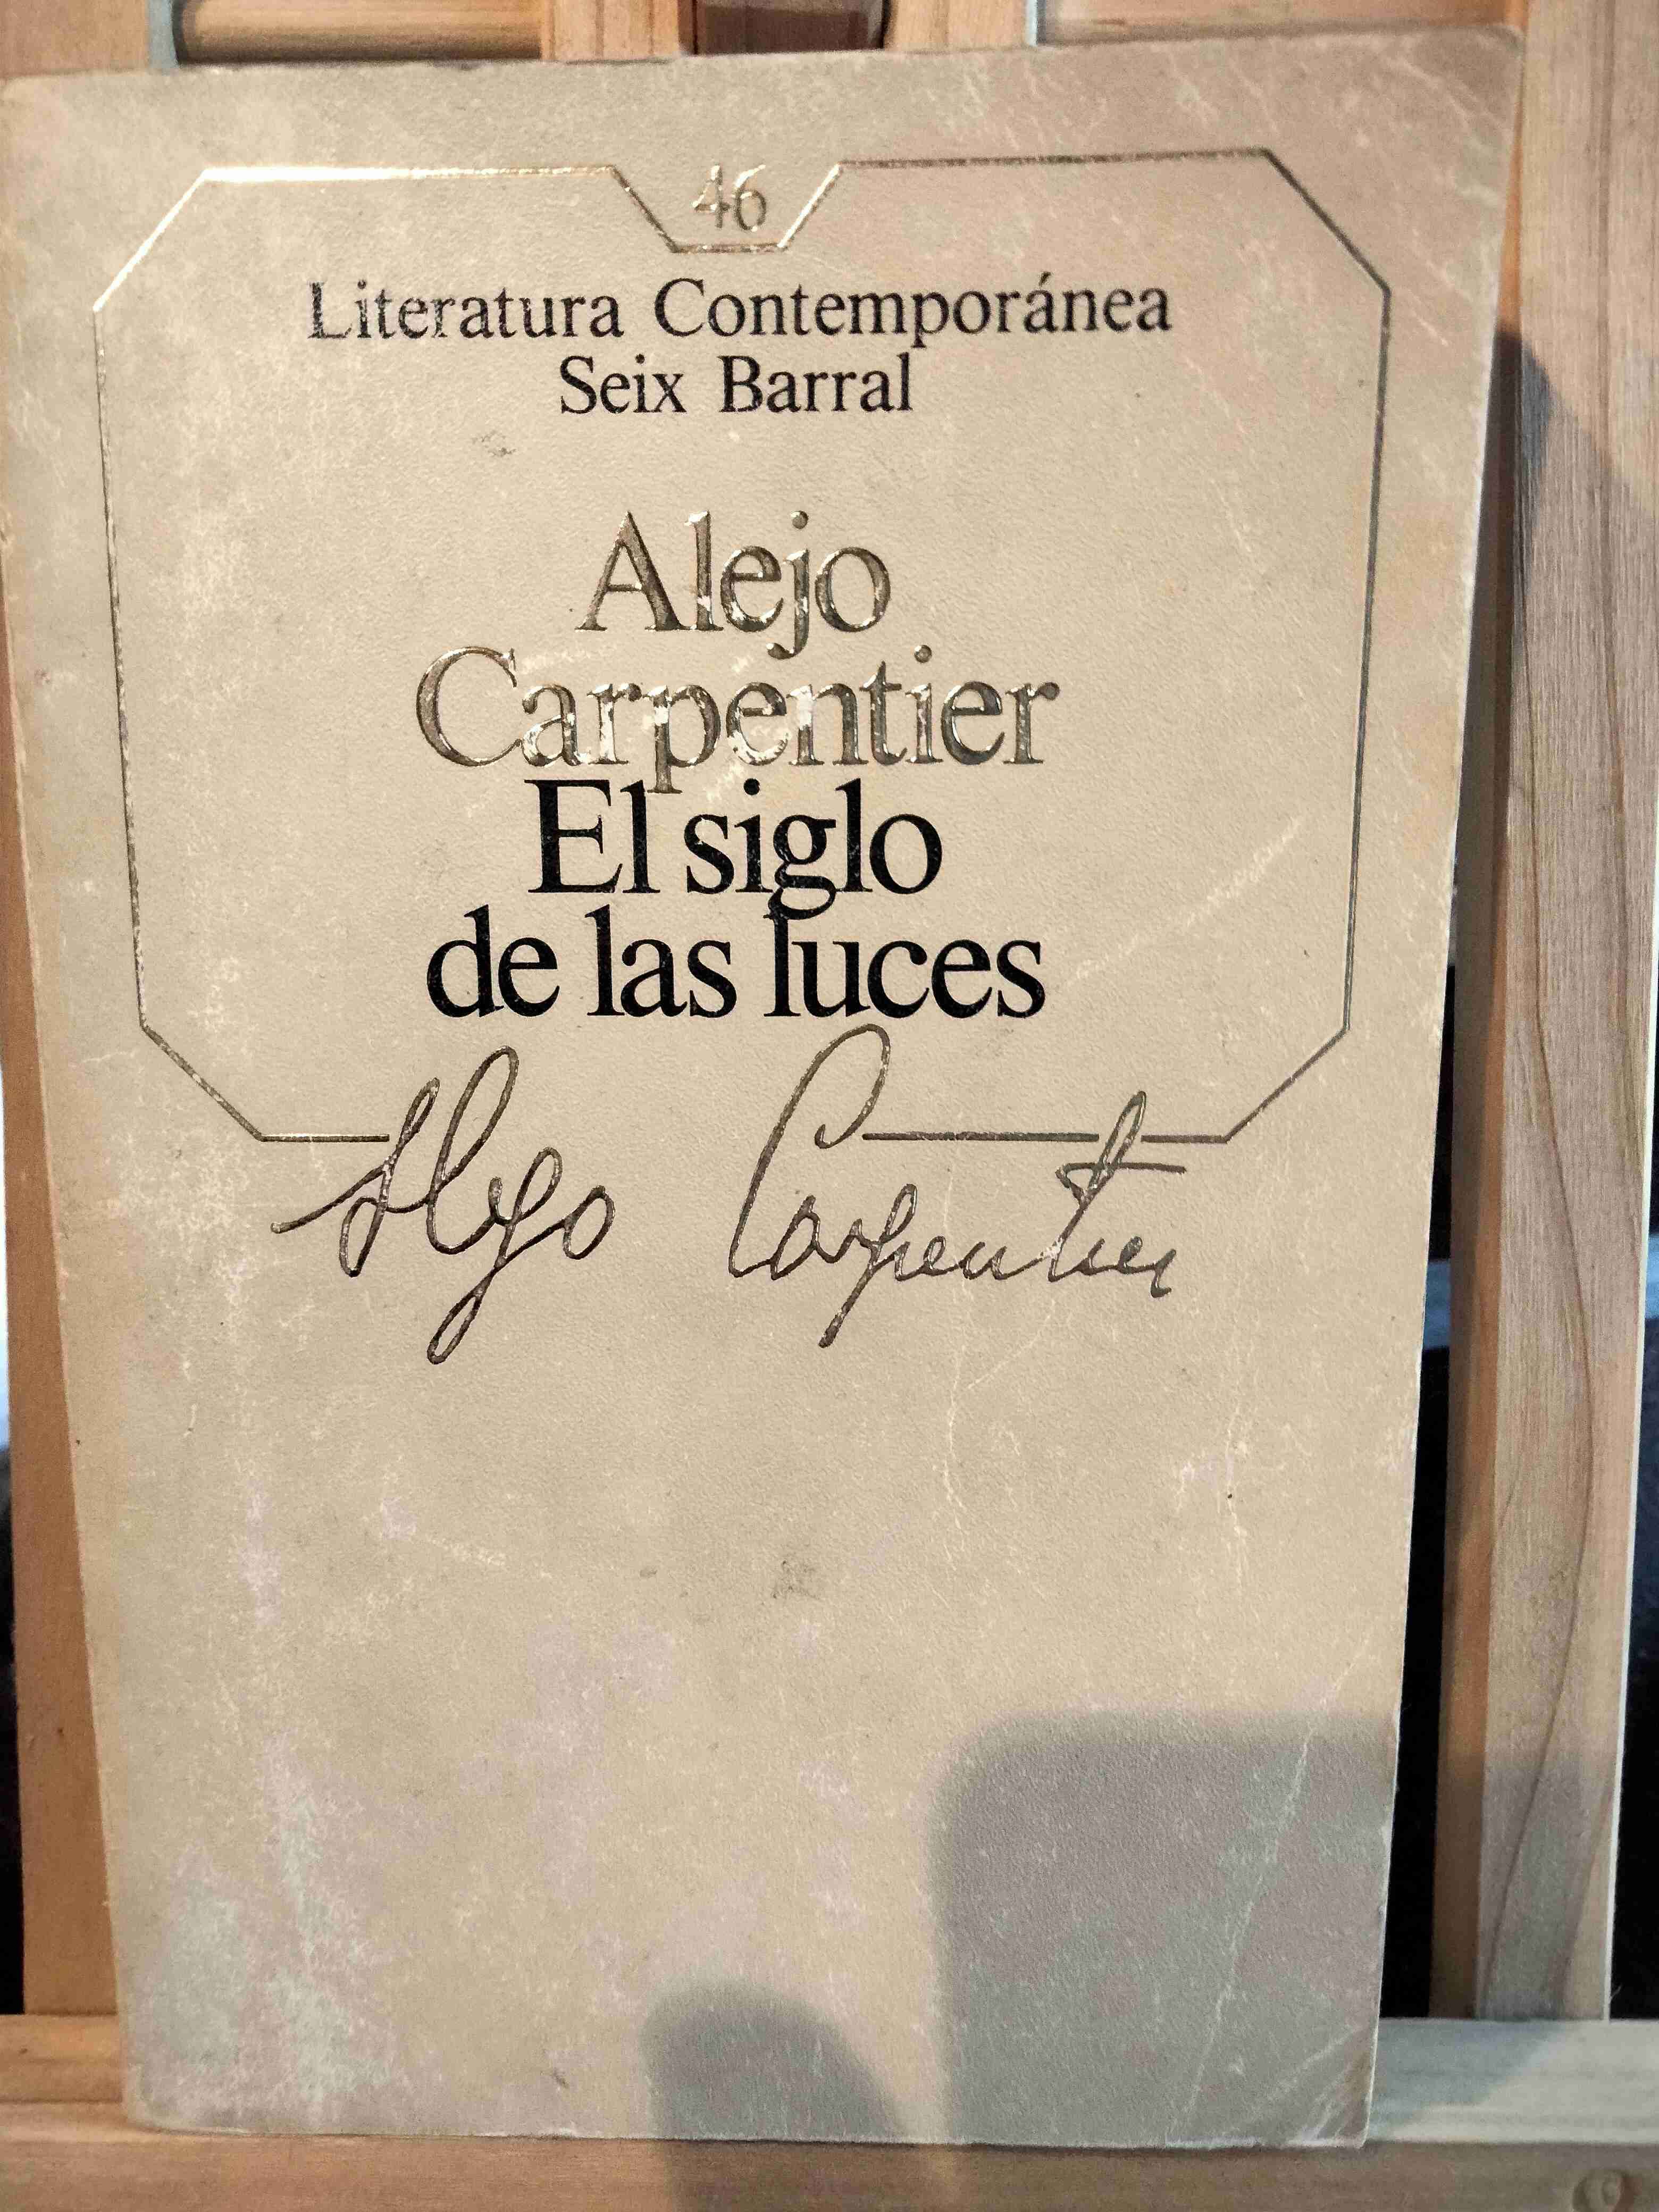 46
Literatura Contemporánea
Seix Barral
Alejo
Carpentier
El siglo
de las luces
Alejo Carpentier